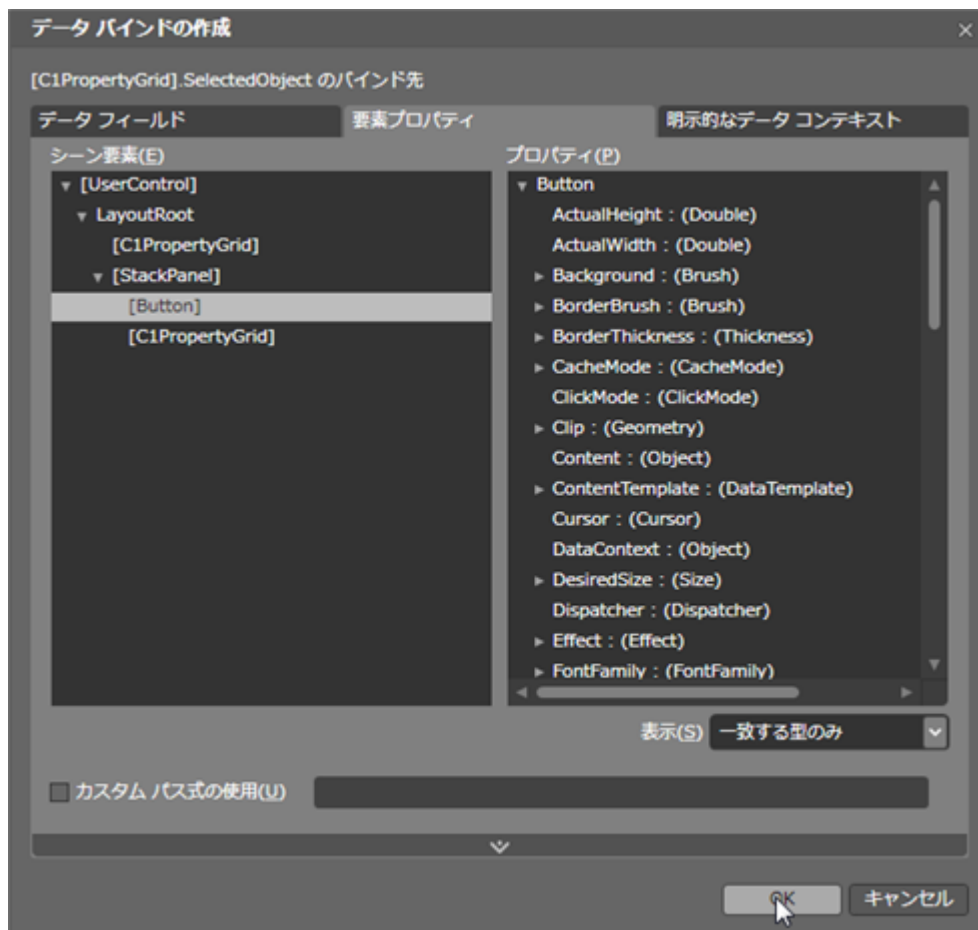 データ バインドの作成
[C1PropertyGrid].SelectedObject のバインド先
データ フィールド
要素プロパティ
明示的なデータ コンテキスト
シーン要素(E)
[UserControl]
LayoutRoot
[C1PropertyGrid]
[StackPanel]
[Button]
[C1PropertyGrid]
プロパティ(P)
Button
ActualHeight : (Double)
ActualWidth : (Double)
Background : (Brush)
BorderBrush : (Brush)
BorderThickness : (Thickness)
CacheMode : (CacheMode)
ClickMode : (ClickMode)
Clip : (Geometry)
Content : (Object)
ContentTemplate : (DataTemplate)
Cursor : (Cursor)
DataContext : (Object)
DesiredSize : (Size)
Dispatcher : (Dispatcher)
Effect : (Effect)
FontFamily : (FontFamily)
表示(S) 一致する型のみ
カスタム パス式の使用(U)
OK キャンセル